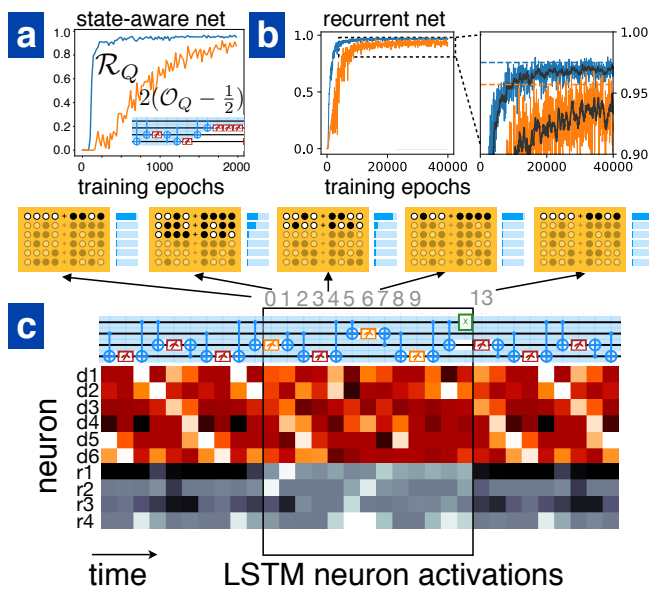 a
state-aware net
b
recurrent net
1.0
0.8
0.6
0.4
0.2
0.0
R_Q
2(O_Q − 1/2)
0
1000
2000
training epochs
1.0
0.5
0.0
0
20000
40000
training epochs
1.00
0.95
0.90
0
20000
40000
0 1 2 3 4 5 6 7 8 9
13
c
X
neuron
d1
d2
d3
d4
d5
d6
r1
r2
r3
r4
time
LSTM neuron activations